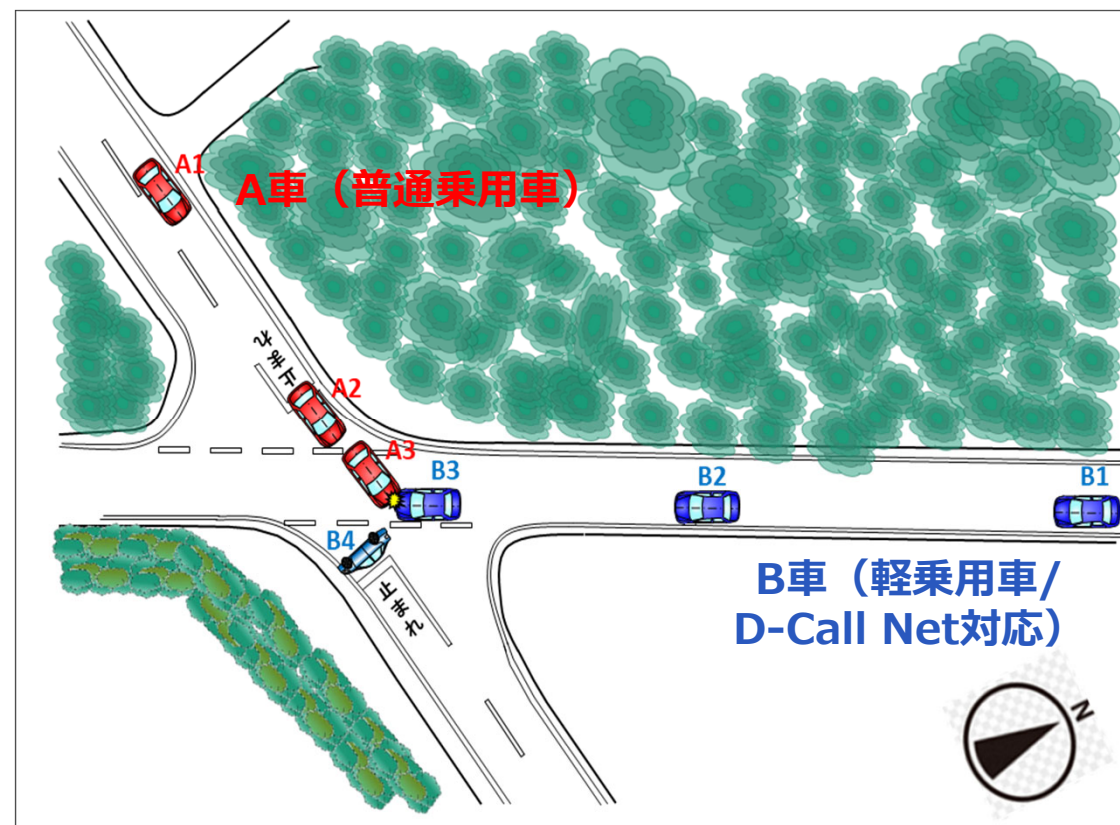 A1
A車（普通乗用車）
止まれ
A2
A3
B3
B2
B1
B4
止まれ
B車（軽乗用車/
D-Call Net対応）
N